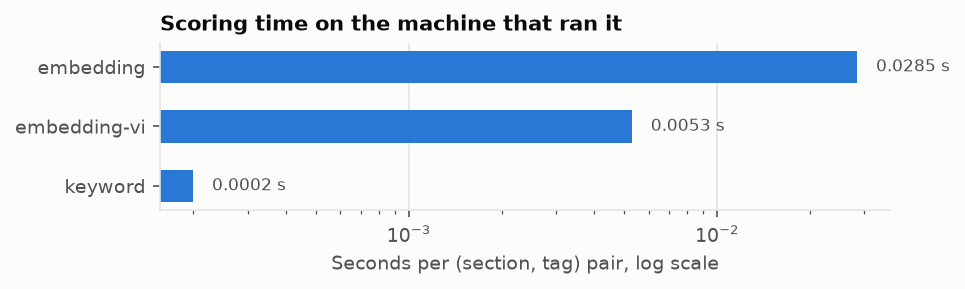 Scoring time on the machine that ran it
embedding
0.0285 s
embedding-vi
0.0053 s
keyword
0.0002 s
10⁻³
10⁻²
Seconds per (section, tag) pair, log scale